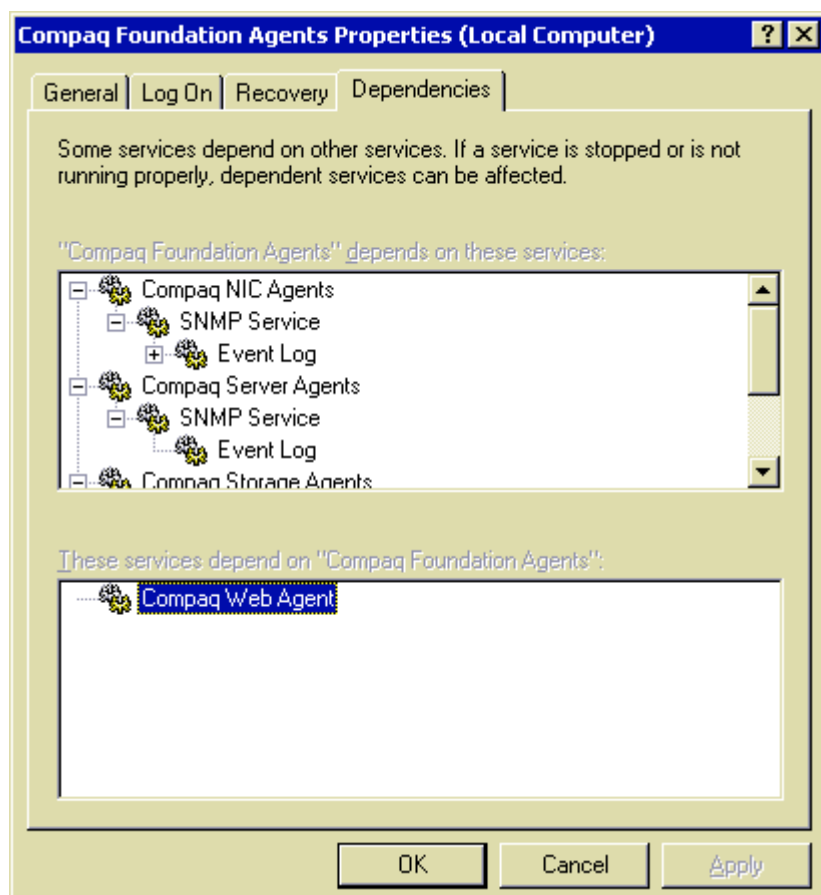 Compaq Foundation Agents Properties (Local Computer)
General Log On Recovery Dependencies
Some services depend on other services. If a service is stopped or is not
running properly, dependent services can be affected.
"Compaq Foundation Agents" depends on these services:
Compaq NIC Agents
SNMP Service
Event Log
Compaq Server Agents
SNMP Service
Event Log
Compaq Storage Agents
These services depend on "Compaq Foundation Agents":
Compaq Web Agent
OK Cancel Apply